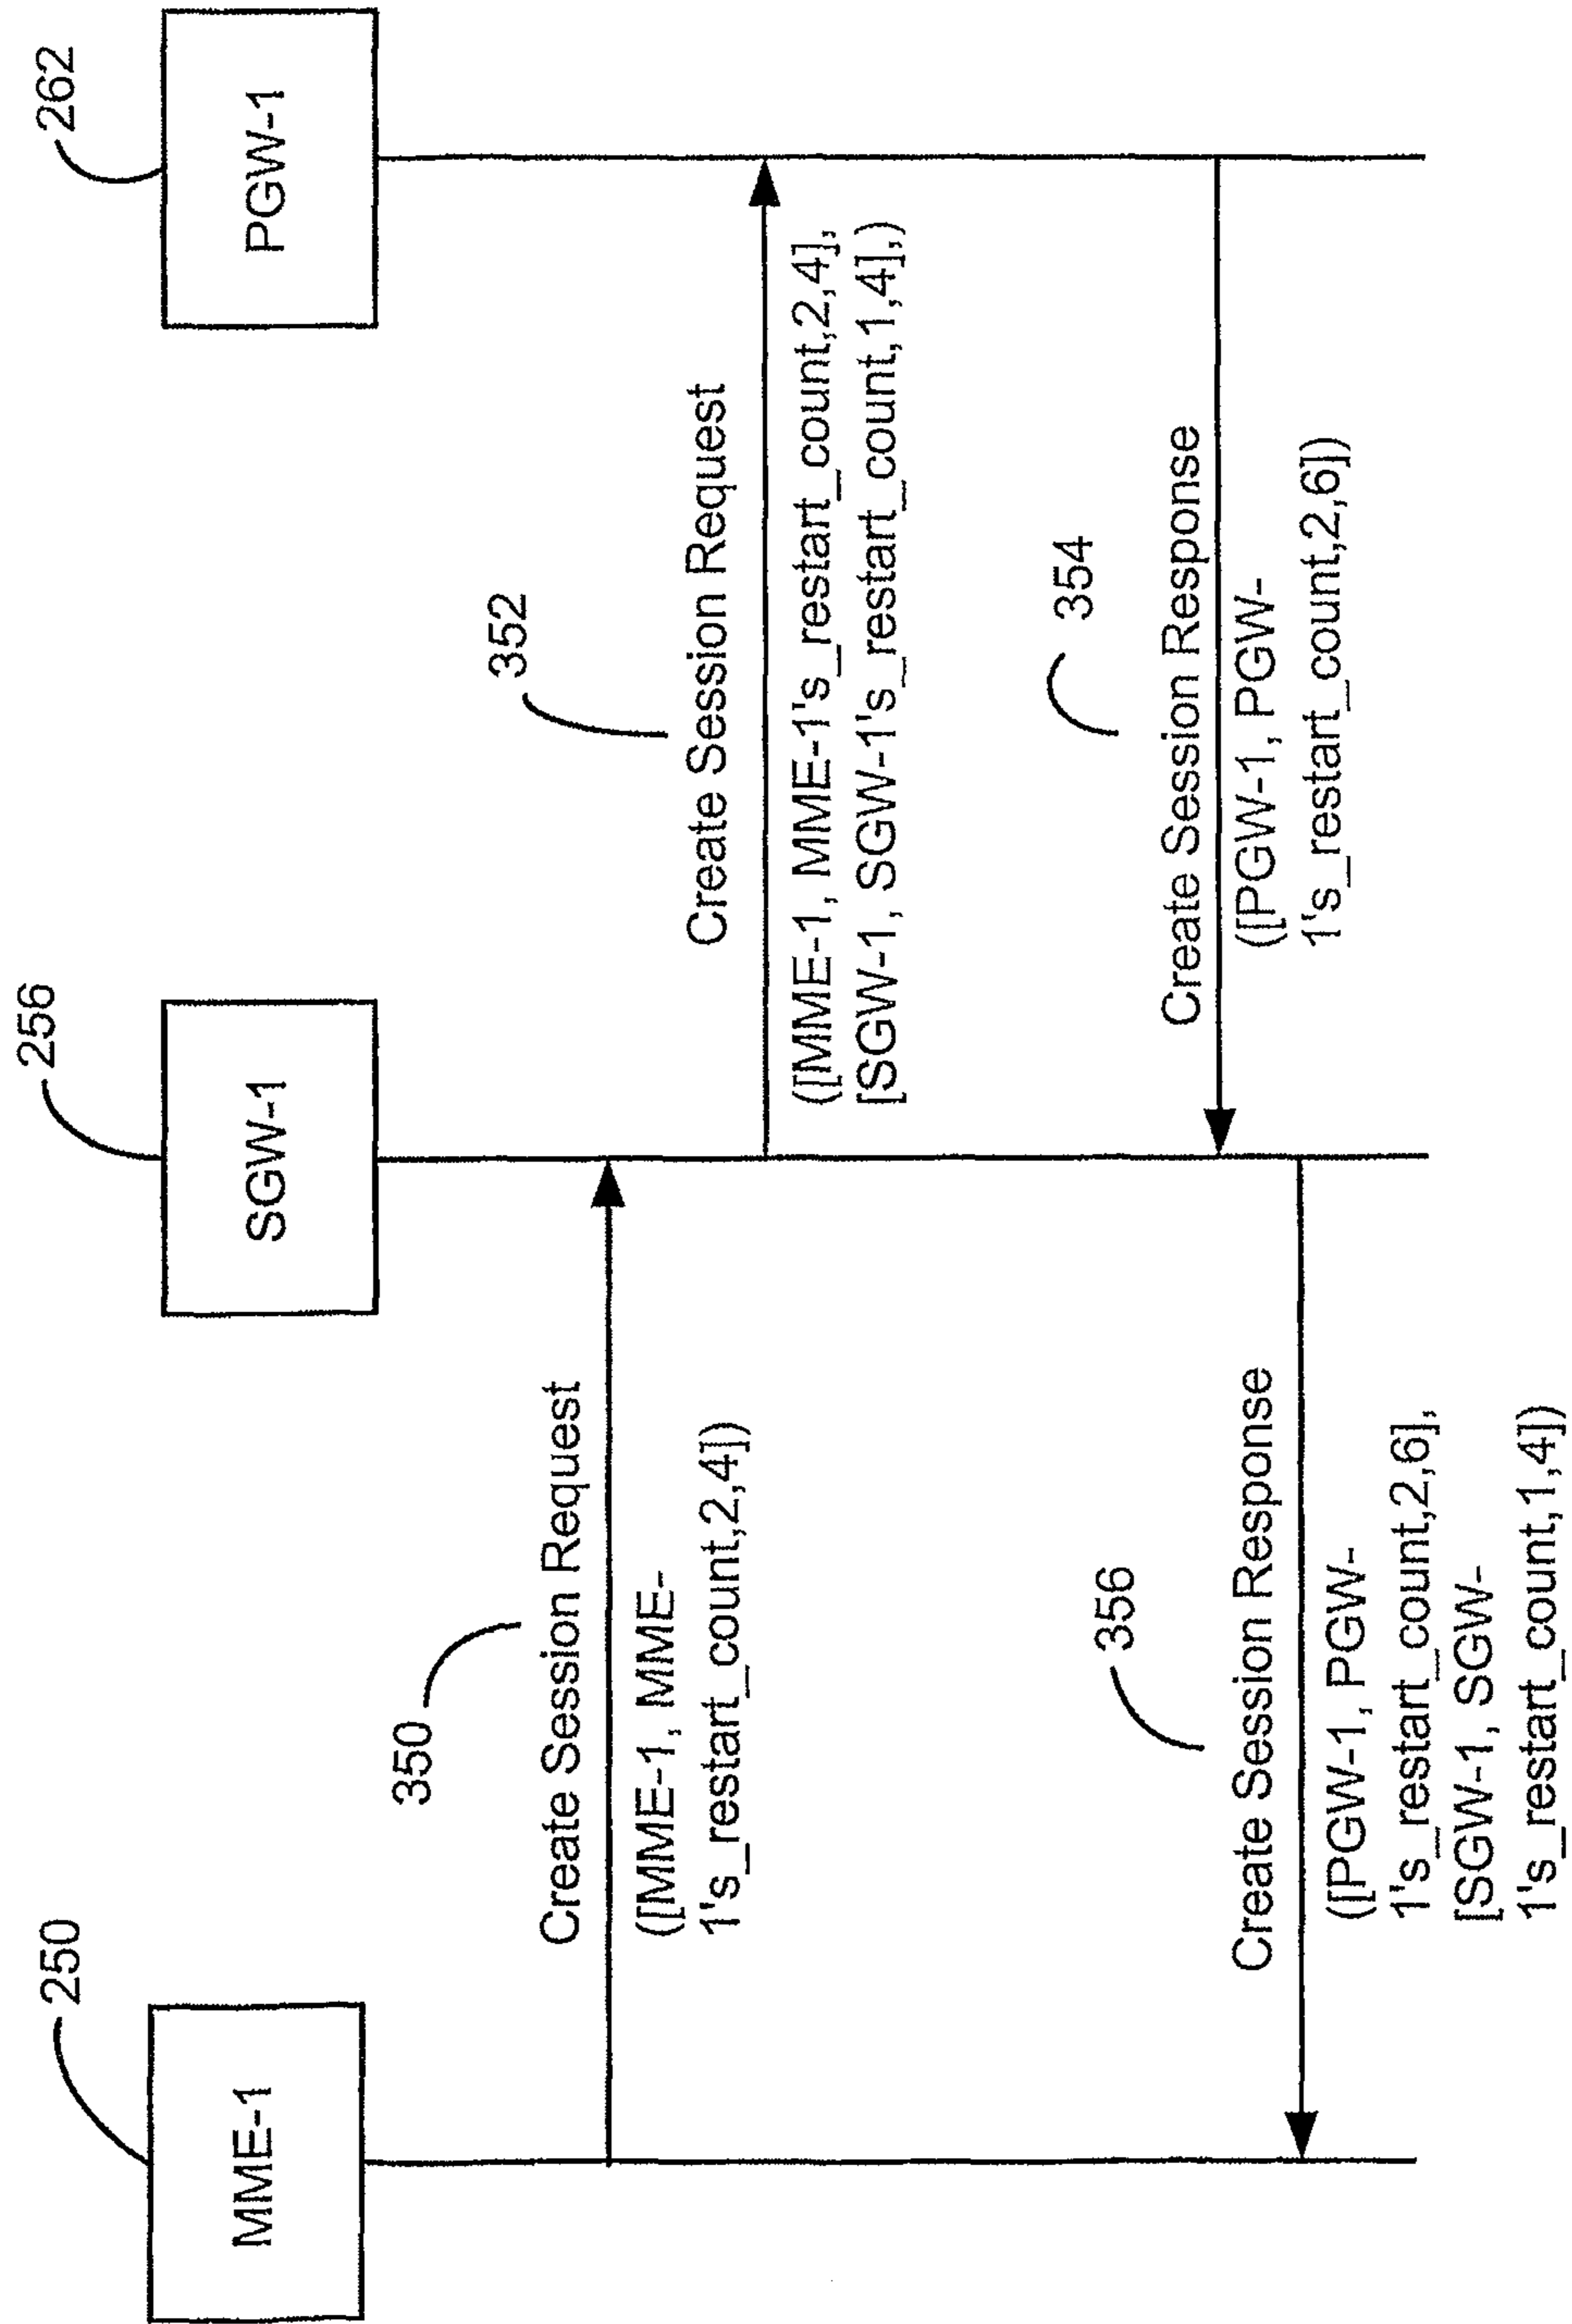 250
MME-1
256
SGW-1
262
PGW-1
350
Create Session Request
([MME-1, MME-
1's_restart_count,2,4])
352
Create Session Request
([MME-1, MME-1's_restart_count,2,4],
[SGW-1, SGW-1's_restart_count,1,4],)
354
Create Session Response
([PGW-1, PGW-
1's_restart_count,2,6])
356
Create Session Response
([PGW-1, PGW-
1's_restart_count,2,6],
[SGW-1, SGW-
1's_restart_count,1,4])